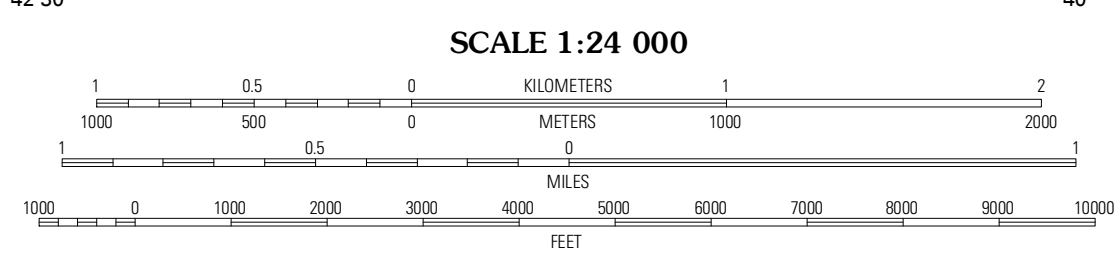 42'30"
40'
SCALE 1:24 000
1 0.5 0 KILOMETERS 1 2
1000 500 0 METERS 1000 2000
1 0.5 0 1
MILES
1000 0 1000 2000 3000 4000 5000 6000 7000 8000 9000 10000
FEET